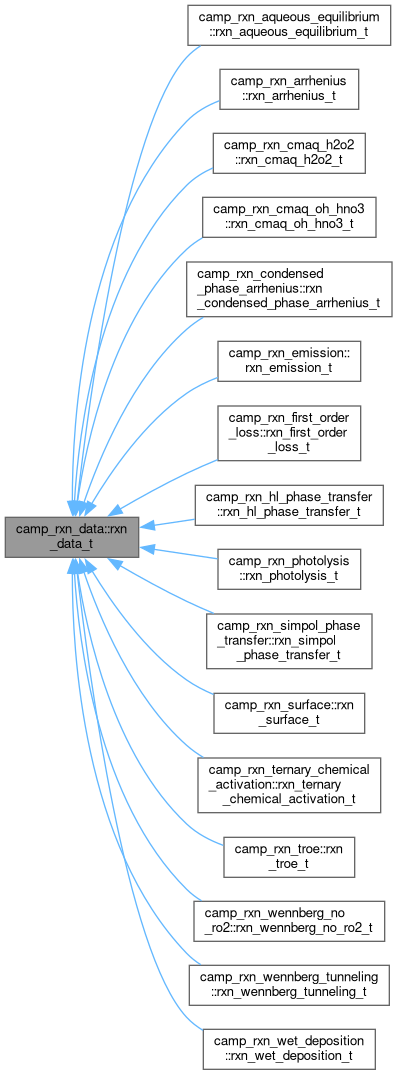 camp_rxn_aqueous_equilibrium
::rxn_aqueous_equilibrium_t
camp_rxn_arrhenius
::rxn_arrhenius_t
camp_rxn_cmaq_h2o2
::rxn_cmaq_h2o2_t
camp_rxn_cmaq_oh_hno3
::rxn_cmaq_oh_hno3_t
camp_rxn_condensed
_phase_arrhenius::rxn
_condensed_phase_arrhenius_t
camp_rxn_emission::
rxn_emission_t
camp_rxn_first_order
_loss::rxn_first_order
_loss_t
camp_rxn_hl_phase_transfer
::rxn_hl_phase_transfer_t
camp_rxn_data::rxn
_data_t
camp_rxn_photolysis
::rxn_photolysis_t
camp_rxn_simpol_phase
_transfer::rxn_simpol
_phase_transfer_t
camp_rxn_surface::rxn
_surface_t
camp_rxn_ternary_chemical
_activation::rxn_ternary
_chemical_activation_t
camp_rxn_troe::rxn
_troe_t
camp_rxn_wennberg_no
_ro2::rxn_wennberg_no_ro2_t
camp_rxn_wennberg_tunneling
::rxn_wennberg_tunneling_t
camp_rxn_wet_deposition
::rxn_wet_deposition_t